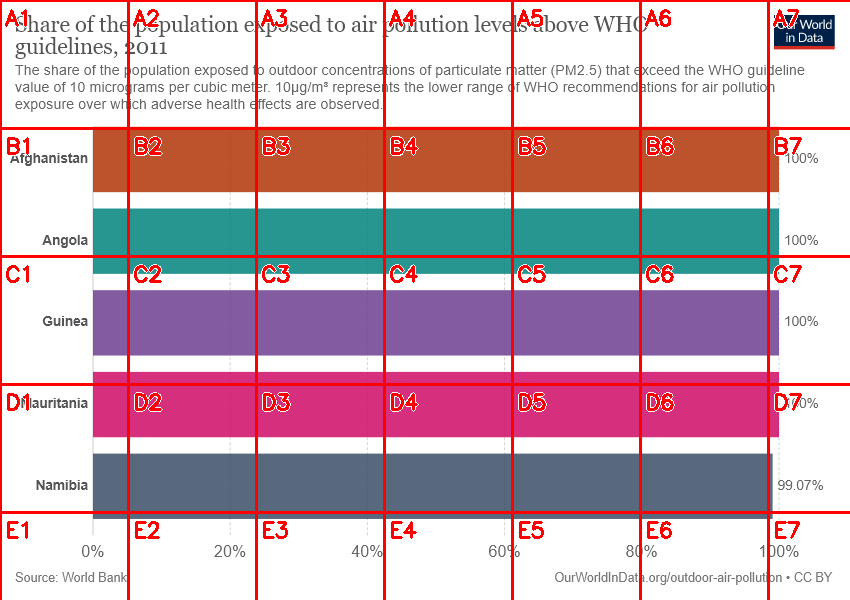 Share of the population exposed to air pollution levels above WHO
guidelines, 2011
Our World
in Data
The share of the population exposed to outdoor concentrations of particulate matter (PM2.5) that exceed the WHO guideline
value of 10 micrograms per cubic meter. 10µg/m³ represents the lower range of WHO recommendations for air pollution
exposure over which adverse health effects are observed.
A1 A2 A3 A4 A5 A6 A7
B1 B2 B3 B4 B5 B6 B7
Afghanistan 100%
Angola 100%
C1 C2 C3 C4 C5 C6 C7
Guinea 100%
D1 D2 D3 D4 D5 D6 D7
Mauritania 100%
Namibia 99.07%
E1 E2 E3 E4 E5 E6 E7
0% 20% 40% 60% 80% 100%
Source: World Bank
OurWorldInData.org/outdoor-air-pollution • CC BY